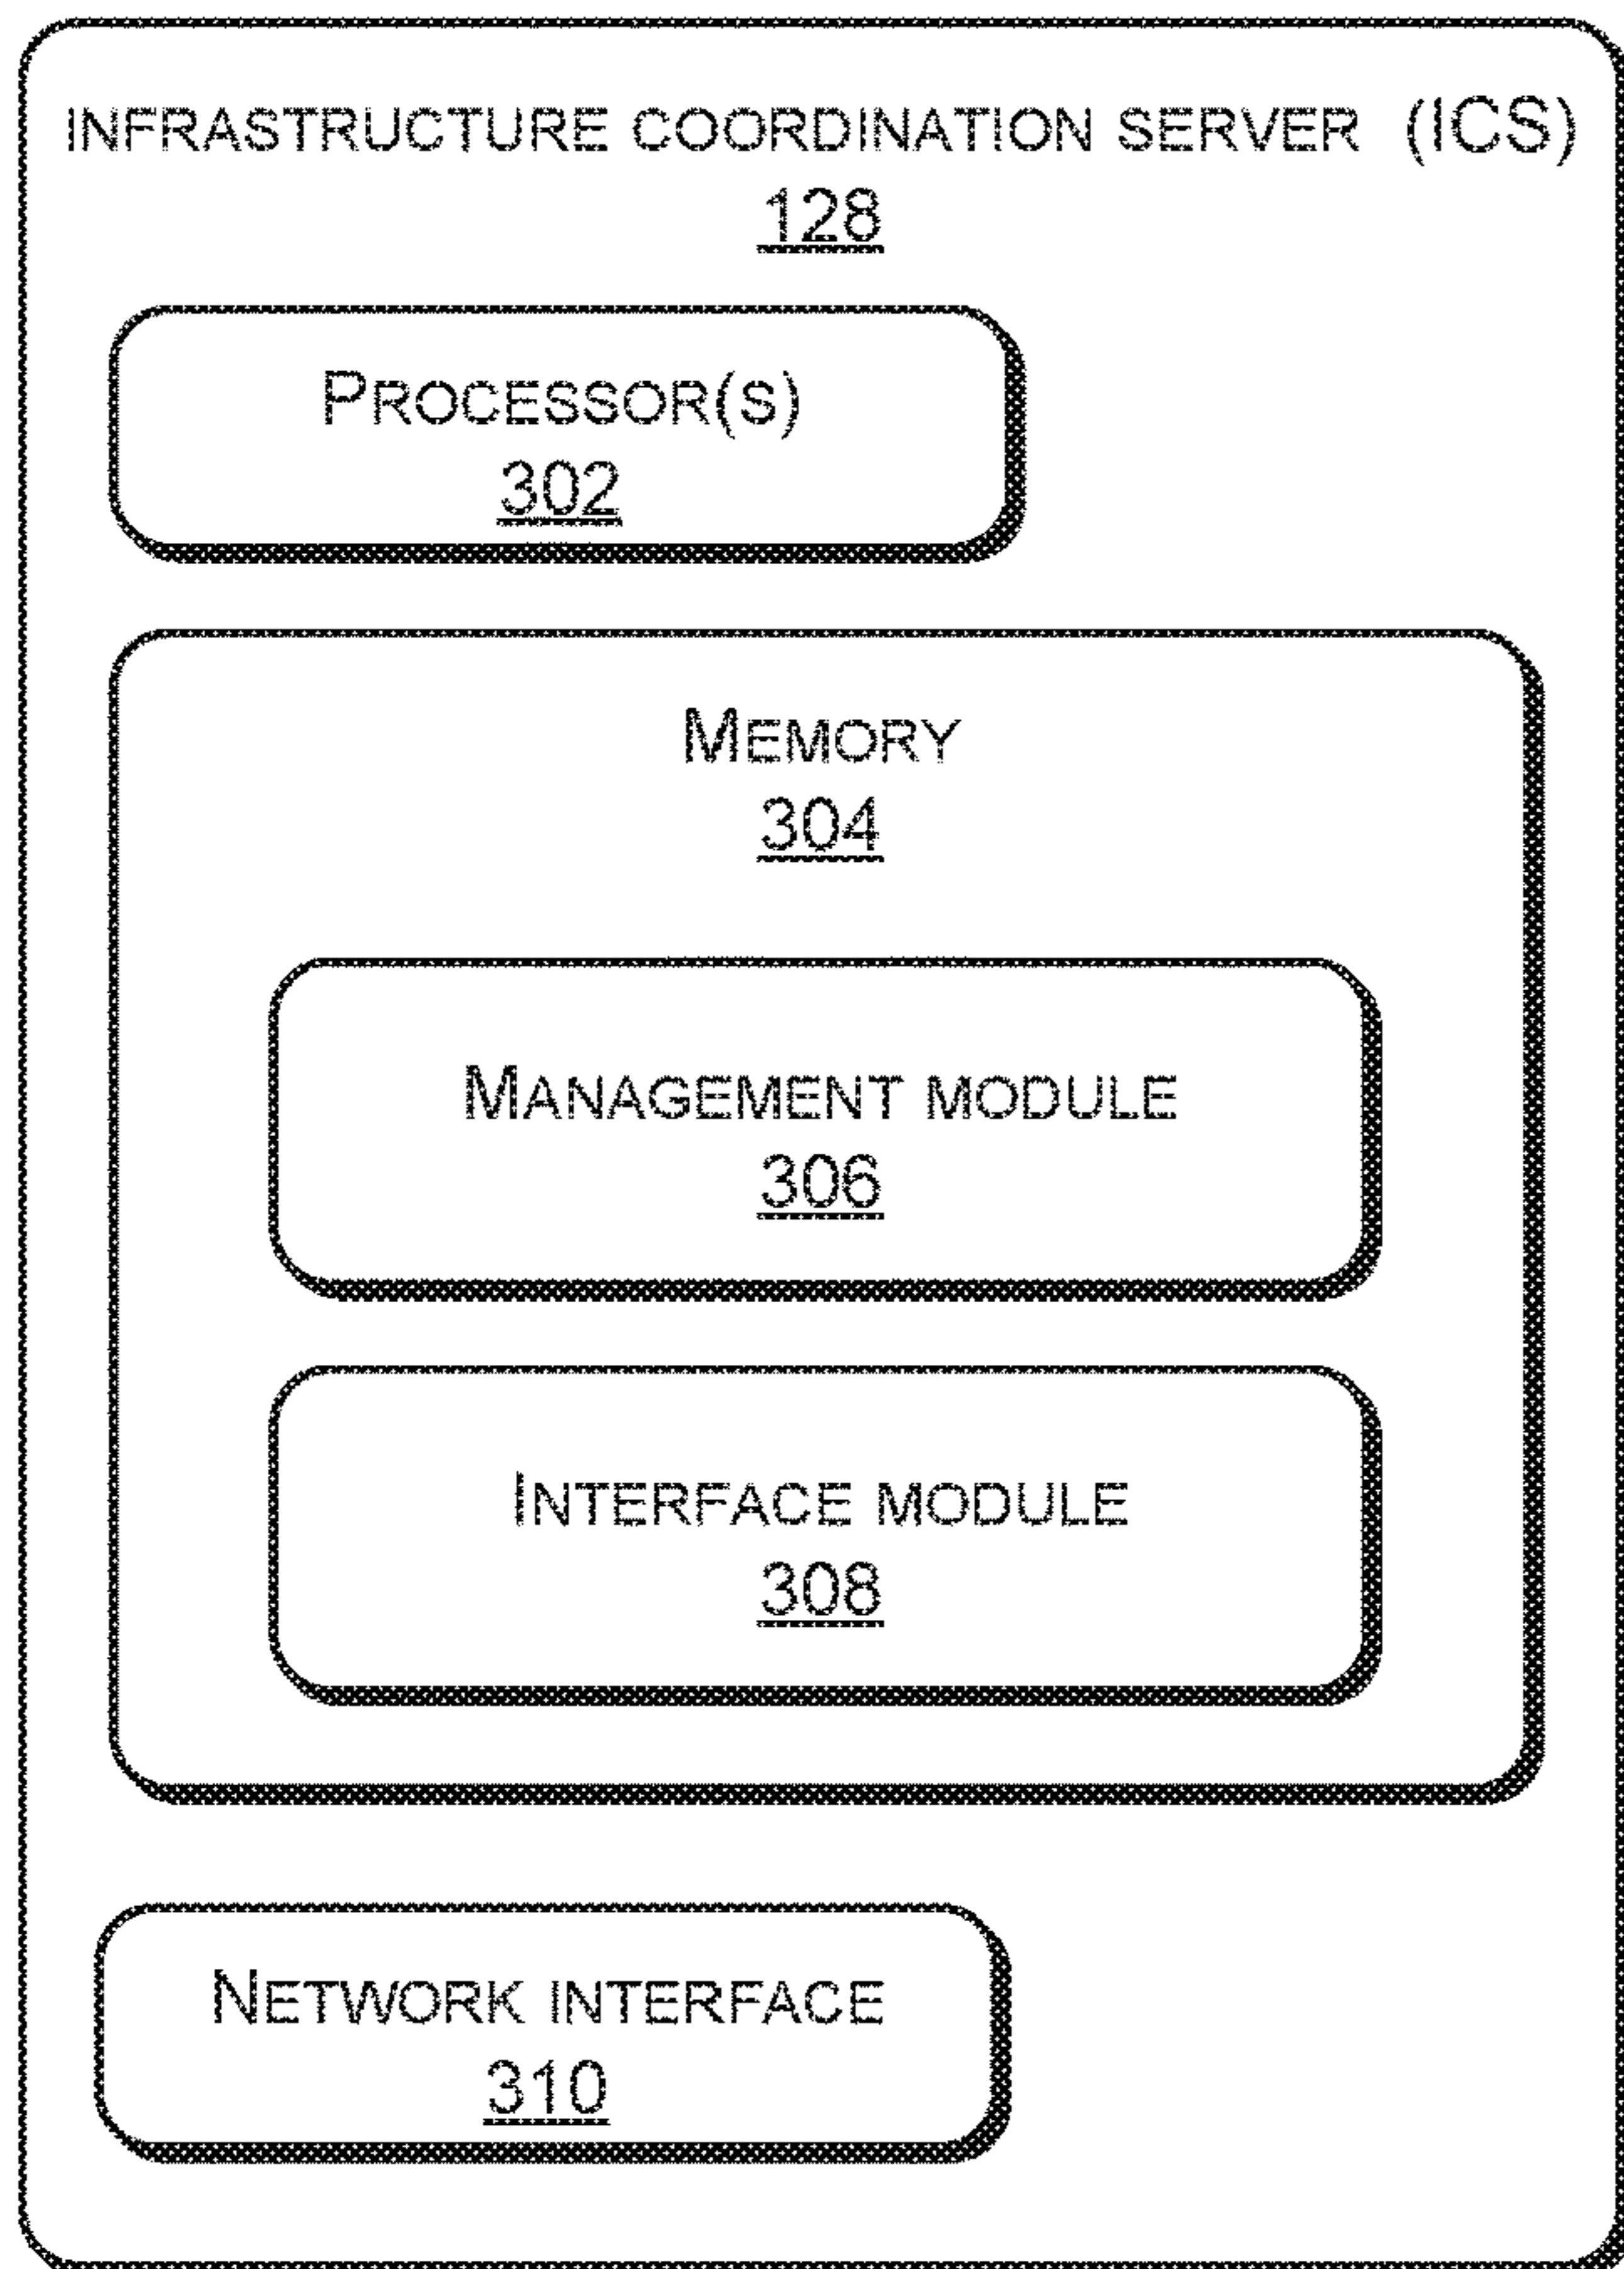 INFRASTRUCTURE COORDINATION SERVER (ICS)
128
PROCESSOR(S)
302
MEMORY
304
MANAGEMENT MODULE
306
INTERFACE MODULE
308
NETWORK INTERFACE
310